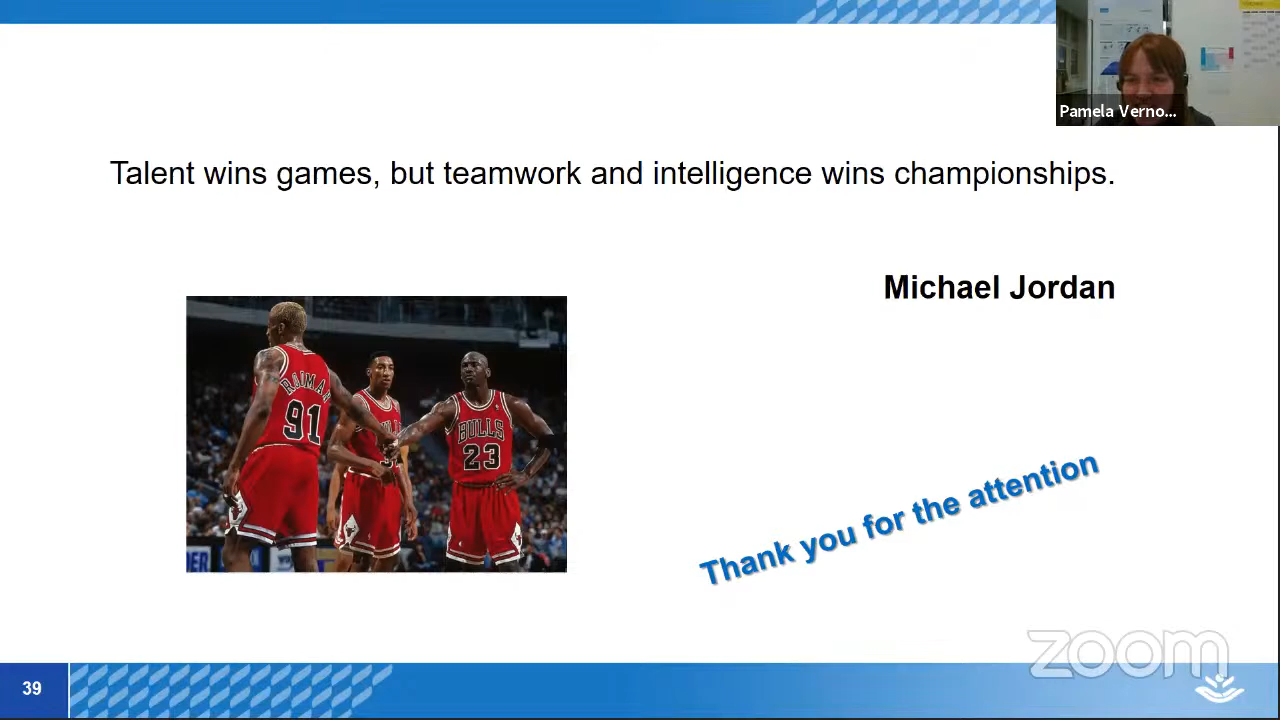 Pamela Verno...
Talent wins games, but teamwork and intelligence wins championships.
Michael Jordan
RODMAN
91
BULLS
23
Thank you for the attention
zoom
39